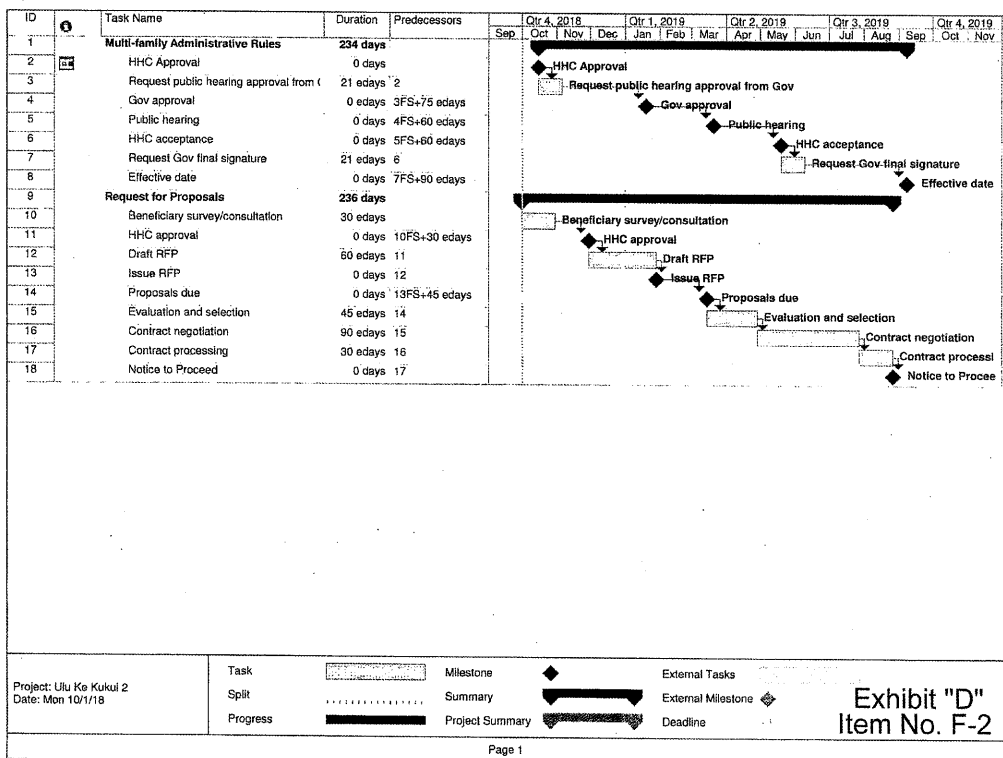 ID Task Name Duration Predecessors Qtr 4, 2018 Qtr 1, 2019 Qtr 2, 2019 Qtr 3, 2019 Qtr 4, 2019
Sep Oct Nov Dec Jan Feb Mar Apr May Jun Jul Aug Sep Oct Nov
1 Multi-family Administrative Rules 234 days
2 HHC Approval 0 days HHC Approval
3 Request public hearing approval from ( 21 edays 2 Request public hearing approval from Gov
4 Gov approval 0 edays 3FS+75 edays Gov approval
5 Public hearing 0 days 4FS+60 edays Public hearing
6 HHC acceptance 0 days 5FS+60 edays HHC acceptance
7 Request Gov final signature 21 edays 6 Request Gov final signature
8 Effective date 0 days 7FS+90 edays Effective date
9 Request for Proposals 236 days
10 Beneficiary survey/consultation 30 edays Beneficiary survey/consultation
11 HHC approval 0 days 10FS+30 edays HHC approval
12 Draft RFP 60 edays 11 Draft RFP
13 Issue RFP 0 days 12 Issue RFP
14 Proposals due 0 days 13FS+45 edays Proposals due
15 Evaluation and selection 45 edays 14 Evaluation and selection
16 Contract negotiation 90 edays 15 Contract negotiation
17 Contract processing 30 edays 16 Contract processi
18 Notice to Proceed 0 days 17 Notice to Procee
Project: Ulu Ke Kukui 2
Date: Mon 10/1/18
Task Milestone External Tasks
Split Summary External Milestone
Progress Project Summary Deadline
Exhibit "D"
Item No. F-2
Page 1